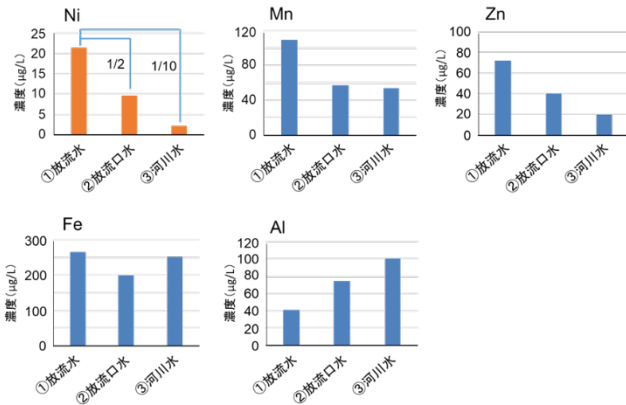 Ni
濃度(μg/L)
25
20
15
10
5
0
1/2
1/10
①放流水
②放流口水
③河川水
Mn
濃度(μg/L)
120
80
40
0
①放流水
②放流口水
③河川水
Zn
濃度(μg/L)
100
80
60
40
20
0
①放流水
②放流口水
③河川水
Fe
濃度(μg/L)
300
200
100
0
①放流水
②放流口水
③河川水
Al
濃度(μg/L)
120
100
80
60
40
20
0
①放流水
②放流口水
③河川水